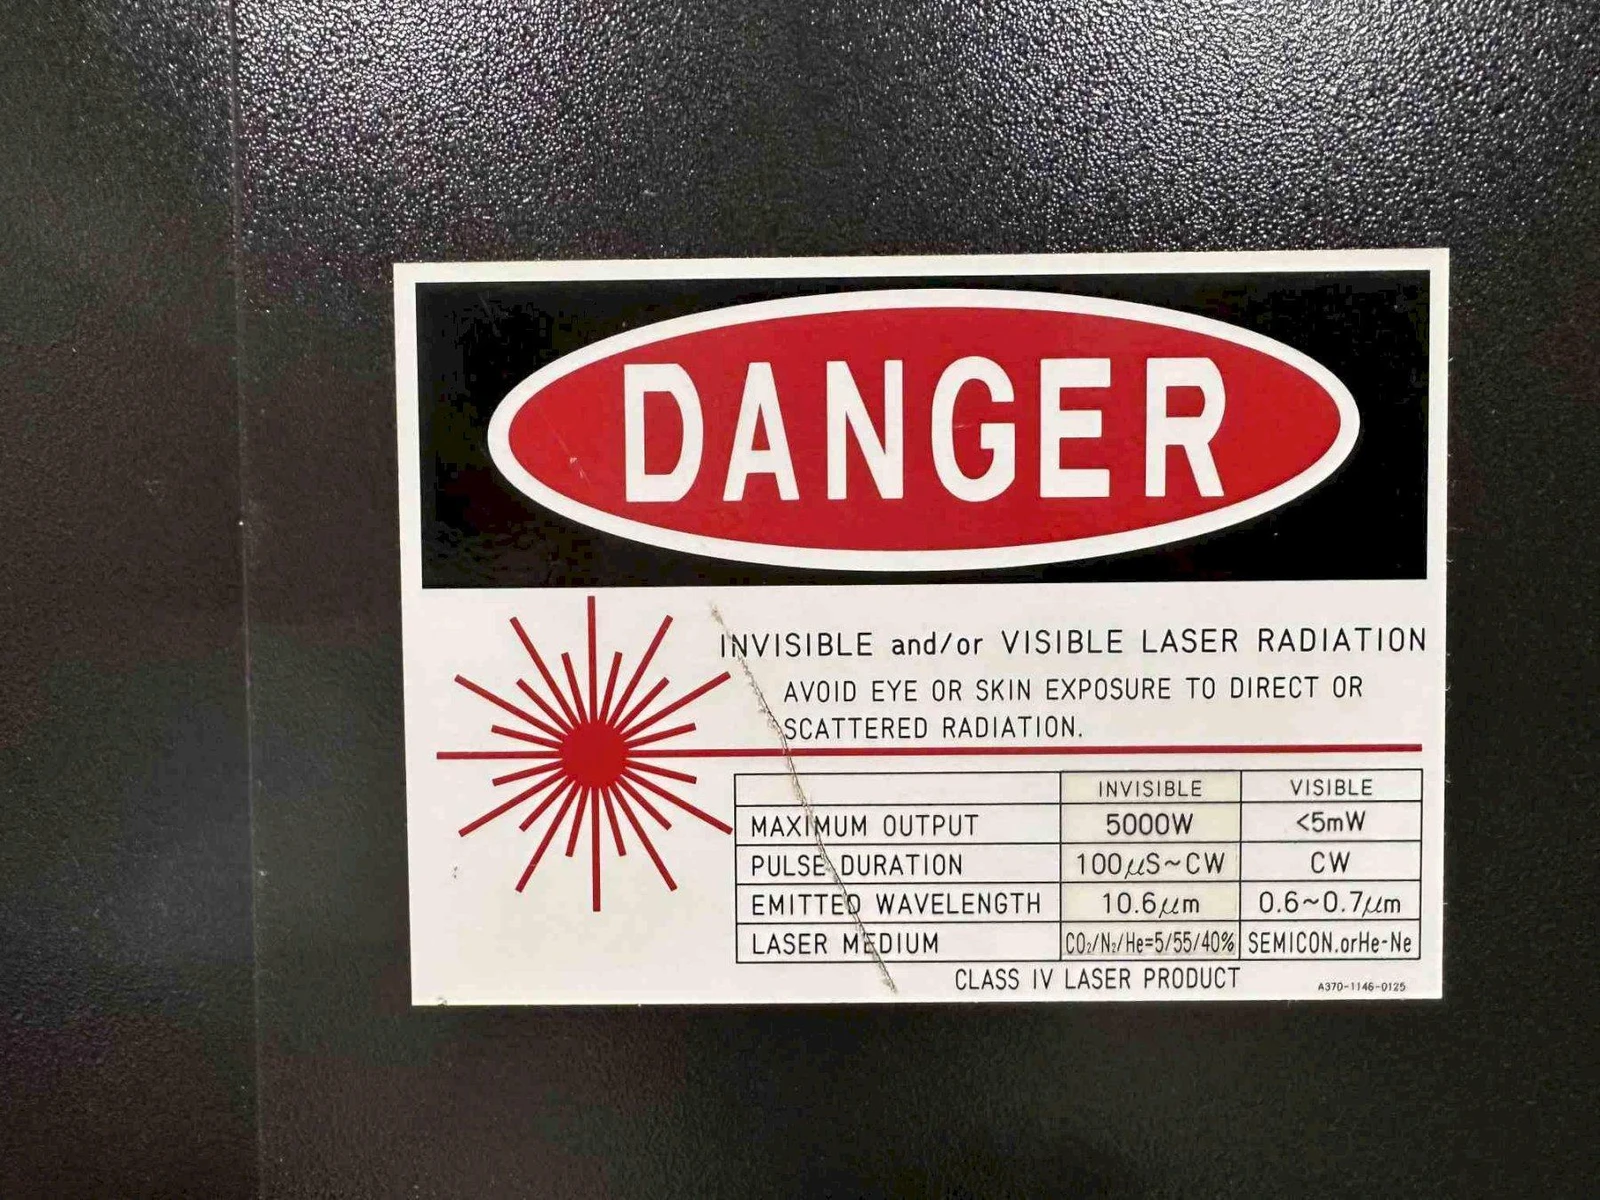 DANGER
INVISIBLE and/or VISIBLE LASER RADIATION
AVOID EYE OR SKIN EXPOSURE TO DIRECT OR
SCATTERED RADIATION.
INVISIBLE VISIBLE
MAXIMUM OUTPUT 5000W <5mW
PULSE DURATION 100μS~CW CW
EMITTED WAVELENGTH 10.6μm 0.6~0.7μm
LASER MEDIUM CO₂/N₂/He=5/55/40% SEMICON.orHe-Ne
CLASS IV LASER PRODUCT
A370-1146-0125